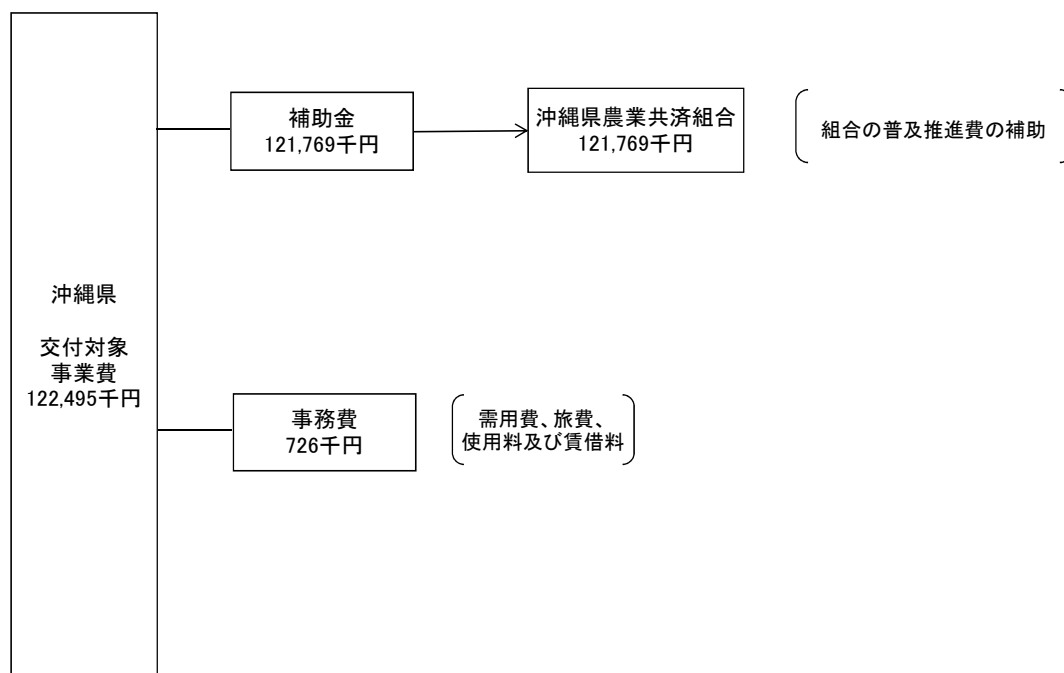 沖縄県
交付対象
事業費
122,495千円
補助金
121,769千円
沖縄県農業共済組合
121,769千円
組合の普及推進費の補助
事務費
726千円
需用費、旅費、
使用料及び賃借料